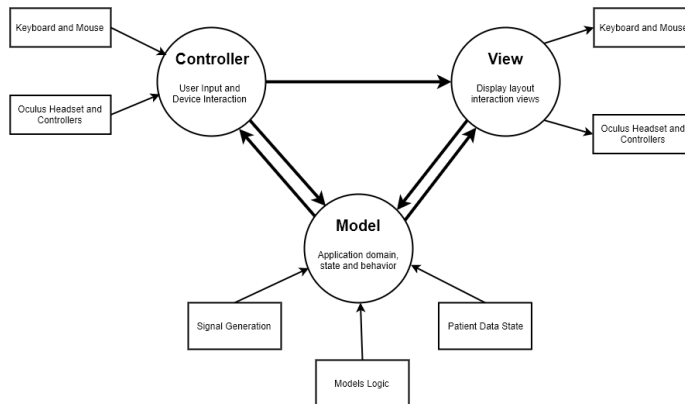 Keyboard and Mouse
Oculus Headset and
Controllers
Controller
User Input and
Device Interaction
View
Display layout
interaction views
Keyboard and Mouse
Oculus Headset and
Controllers
Model
Application domain,
state and behavior
Signal Generation
Models Logic
Patient Data State